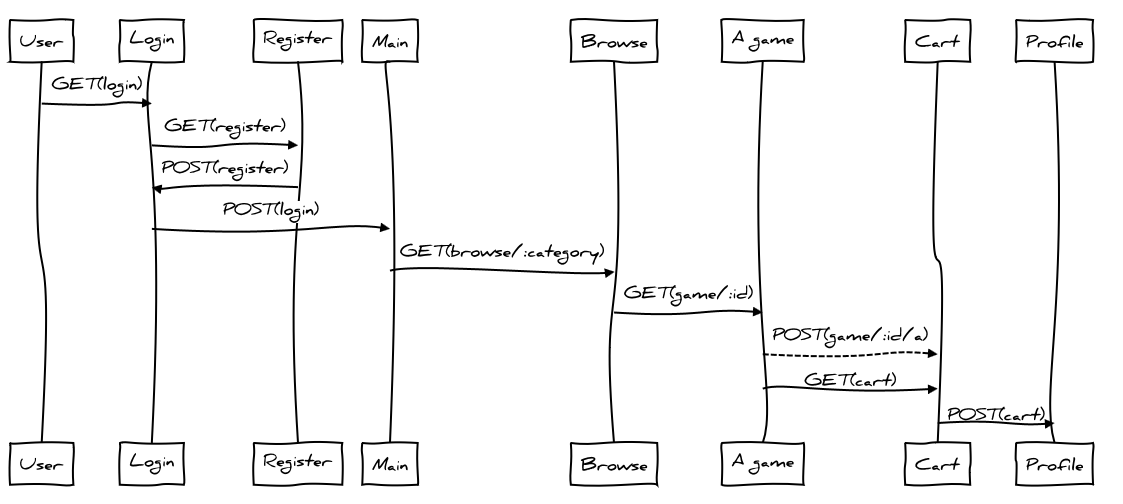 User Login Register Main Browse A game Cart Profile
GET(login)
GET(register)
POST(register)
POST(login)
GET(browse/:category)
GET(game/:id)
POST(game/:id/a)
GET(cart)
POST(cart)
User Login Register Main Browse A game Cart Profile